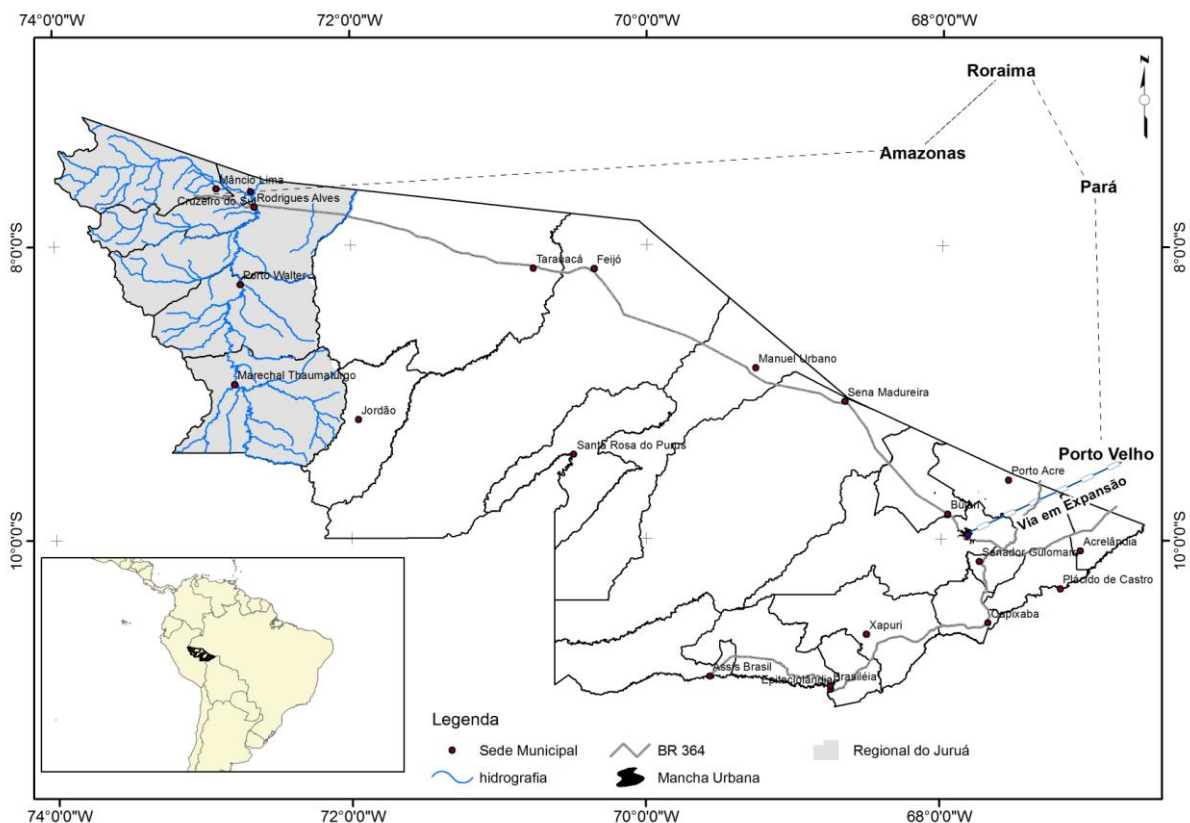 74°0'0"W 72°0'0"W 70°0'0"W 68°0'0"W
N
Roraima
Amazonas
Pará
Mâncio Lima
Rodrigues Alves
Cruzeiro do Sul
8°0'0"S 8°0'0"S
Tarauacá
Feijó
Porto Walter
Manuel Urbano
Marechal Thaumaturgo
Sena Madureira
Jordão
Santa Rosa do Purus
Porto Velho
Porto Acre
Via em Expansão
Bujari
10°0'0"S 10°0'0"S
Senador Guiomard
Acrelândia
Plácido de Castro
Capixaba
Xapuri
Assis Brasil
Epitaciolândia
Brasiléia
Legenda
Sede Municipal
BR 364
Regional do Juruá
hidrografia
Mancha Urbana
74°0'0"W 72°0'0"W 70°0'0"W 68°0'0"W